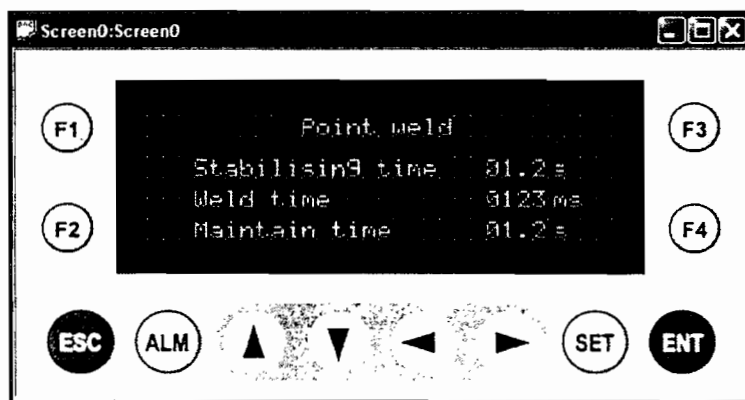 Screen0:Screen0
F1
Point weld
F3
Stabilising time 01.2 s
Weld time 0123 ms
F2
Maintain time 01.2 s
F4
ESC ALM SET ENT